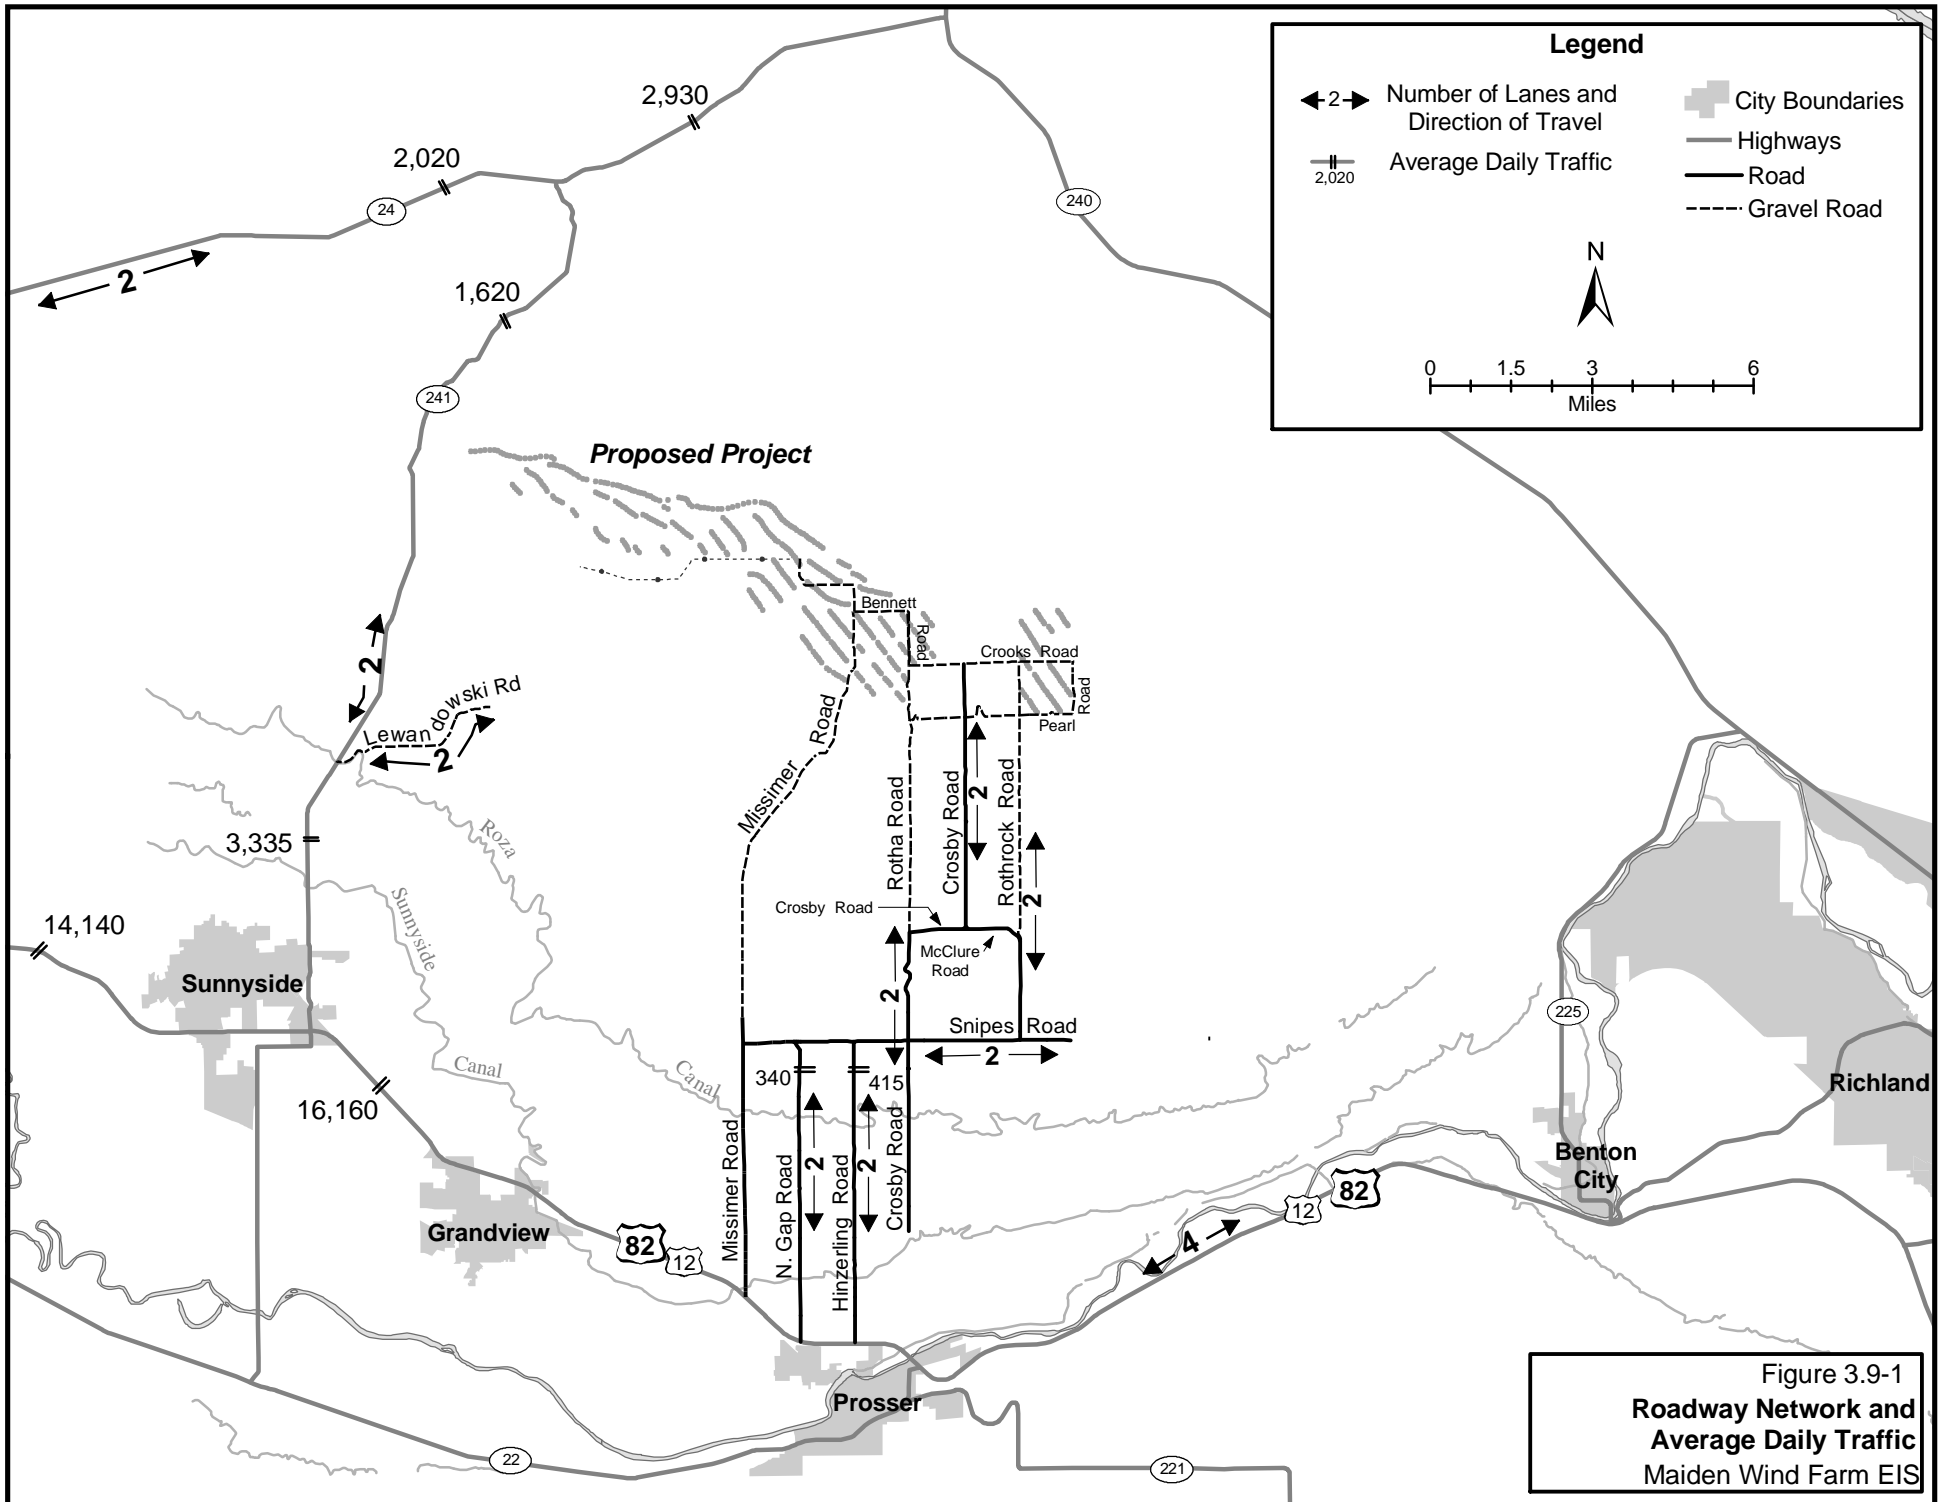 Legend
2
Number of Lanes and
Direction of Travel
2,020
Average Daily Traffic
City Boundaries
Highways
Road
Gravel Road
N
0 1.5 3 6
Miles
2,930
2,020
24
240
2
1,620
241
Proposed Project
Bennett
Road
Crooks Road
Road
Pearl
2
Lewandowski Rd
2
Missimer Road
Rotha Road
Crosby Road
2
Rothrock Road
2
Roza
3,335
Sunnyside
Crosby Road
McClure
Road
14,140
Sunnyside
2
Snipes Road
2
225
Canal
Canal
340
415
16,160
Richland
Missimer Road
N. Gap Road
2
Hinzerling Road
2
Crosby Road
Benton
City
82
12
4
Grandview
82
12
Prosser
22
221
Figure 3.9-1
Roadway Network and
Average Daily Traffic
Maiden Wind Farm EIS